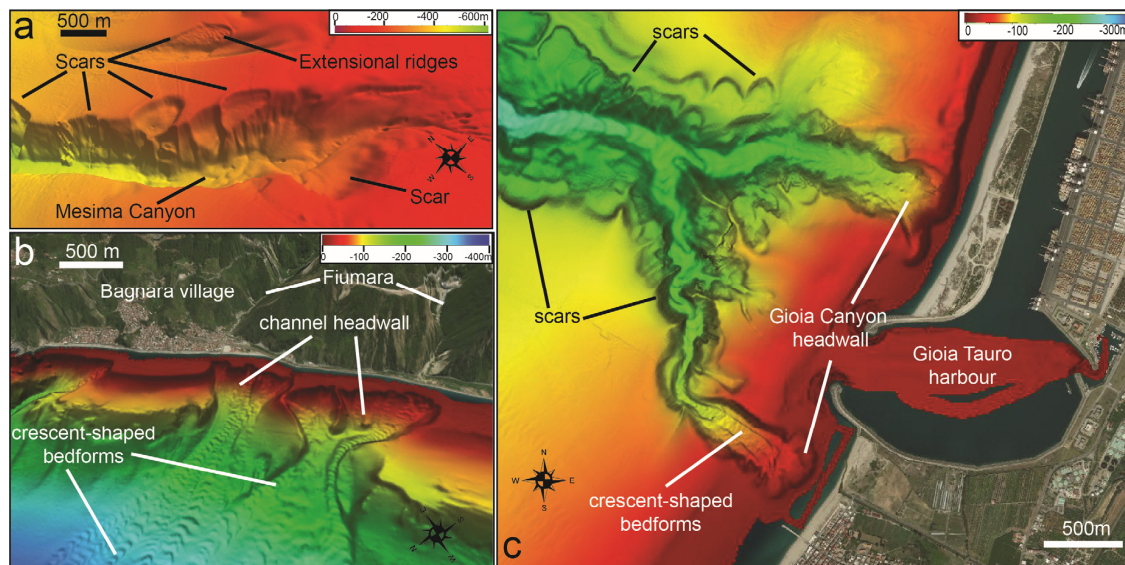 a
500 m
0 -200 -400 -600m
Scars
Extensional ridges
N
E
W
S
Mesima Canyon
Scar
b
500 m
0 -100 -200 -300 -400m
Fiumara
Bagnara village
channel headwall
crescent-shaped
bedforms
c
0 -100 -200 -300m
scars
scars
Gioia Canyon
headwall
Gioia Tauro
harbour
N
W
E
S
crescent-shaped
bedforms
500m